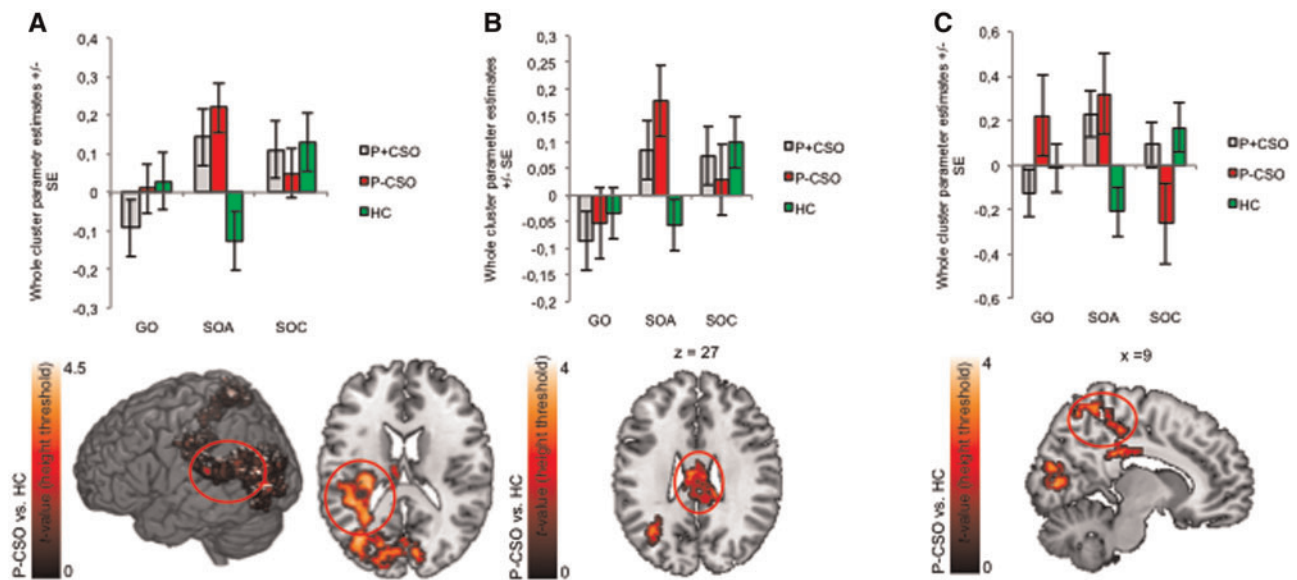 A
Whole cluster parametr estimates +/-
SE
0,4
0,3
0,2
0,1
0
-0,1
-0,2
-0,3
GO
SOA
SOC
P+CSO
P-CSO
HC
B
Whole cluster parameter estimates
+/- SE
0,3
0,25
0,2
0,15
0,1
0,05
0
-0,05
-0,1
-0,15
-0,2
GO
SOA
SOC
P+CSO
P-CSO
HC
C
Whole cluster parameter estimates +/-
SE
0,6
0,4
0,2
0
-0,2
-0,4
-0,6
GO
SOA
SOC
P+CSO
P-CSO
HC
P-CSO vs. HC
4.5
t-value (height threshold)
0
z = 27
P-CSO vs. HC
4
t-value (height threshold)
0
x =9
P-CSO vs. HC
4
t-value (height threshold)
0